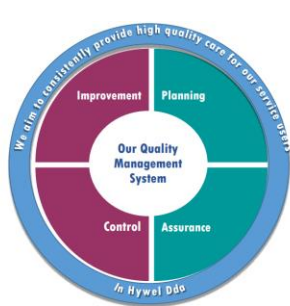 We aim to consistently provide high quality care for our service users
Improvement
Planning
Our Quality
Management
System
Control
Assurance
In Hywel Dda